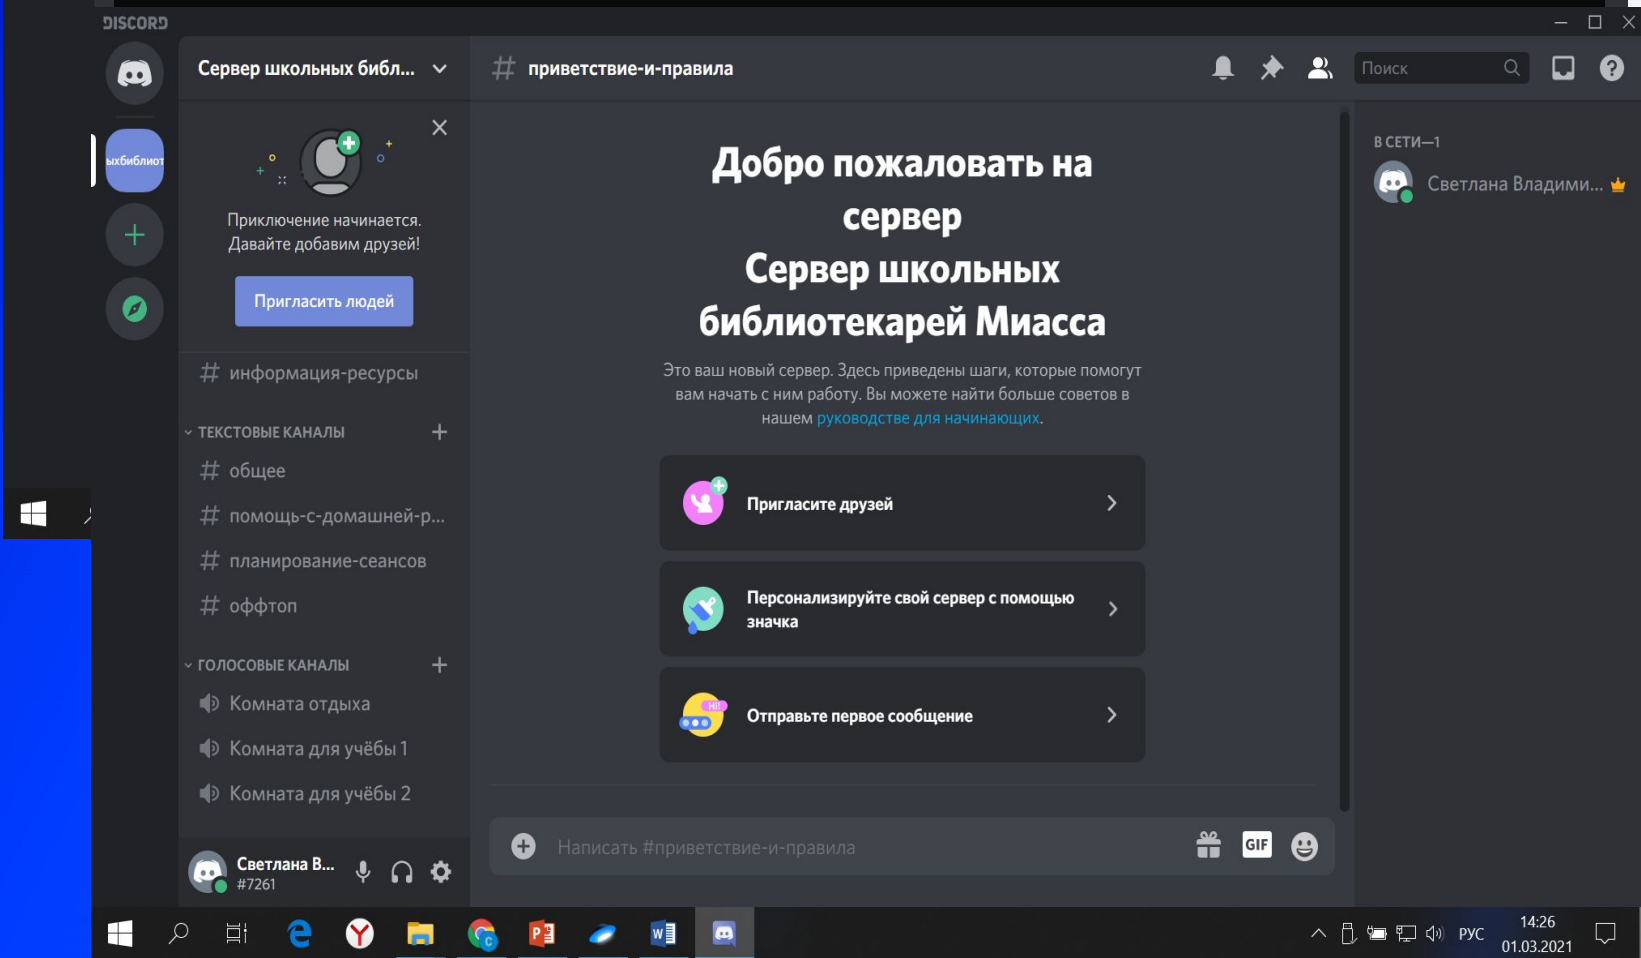 DISCORD
Сервер школьных библ...
приветствие-и-правила
Поиск
ыхбиблиот
Приключение начинается.
Давайте добавим друзей!
Пригласить людей
информация-ресурсы
ТЕКСТОВЫЕ КАНАЛЫ
общее
помощь-с-домашней-р...
планирование-сеансов
оффтоп
ГОЛОСОВЫЕ КАНАЛЫ
Комната отдыха
Комната для учёбы 1
Комната для учёбы 2
Светлана В...
#7261
Добро пожаловать на
сервер
Сервер школьных
библиотекарей Миасса
Это ваш новый сервер. Здесь приведены шаги, которые помогут
вам начать с ним работу. Вы можете найти больше советов в
нашем руководстве для начинающих.
Пригласите друзей
Персонализируйте свой сервер с помощью
значка
Hi!
Отправьте первое сообщение
Написать #приветствие-и-правила
GIF
В СЕТИ—1
Светлана Владими...
РУС
14:26
01.03.2021